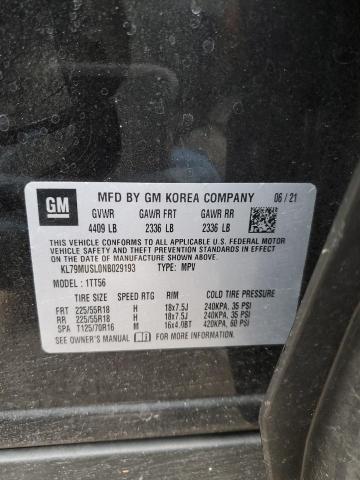 GM
MFD BY GM KOREA COMPANY 06/21
GVWR GAWR FRT GAWR RR
4409 LB 2336 LB 2336 LB
THIS VEHICLE CONFORMS TO ALL APPLICABLE
U.S. FEDERAL MOTOR VEHICLE SAFETY, BUMPER,
AND THEFT PREVENTION STANDARDS IN EFFECT
ON THE DATE OF MANUFACTURE SHOWN ABOVE.
KL79MUSL0NB029193 TYPE: MPV
MODEL : 1TT56
TIRE SIZE SPEED RTG RIM COLD TIRE PRESSURE
FRT 225/55R18 H 18x7.5J 240KPA, 35 PSI
RR 225/55R18 H 18x7.5J 240KPA, 35 PSI
SPA T125/70R16 M 16x4.0BT 420KPA, 60 PSI
SEE OWNER'S MANUAL FOR MORE INFORMATION.